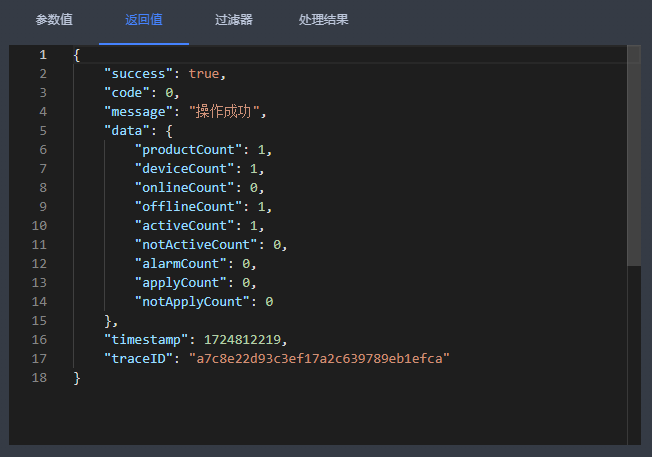 参数值 返回值 过滤器 处理结果
1 {
2 "success": true,
3 "code": 0,
4 "message": "操作成功",
5 "data": {
6 "productCount": 1,
7 "deviceCount": 1,
8 "onlineCount": 0,
9 "offlineCount": 1,
10 "activeCount": 1,
11 "notActiveCount": 0,
12 "alarmCount": 0,
13 "applyCount": 0,
14 "notApplyCount": 0
15 },
16 "timestamp": 1724812219,
17 "traceID": "a7c8e22d93c3ef17a2c639789eb1efca"
18 }